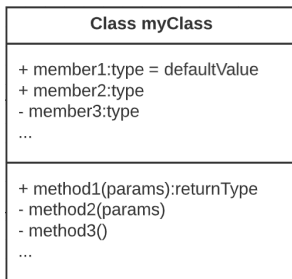 Class myClass
+ member1:type = defaultValue
+ member2:type
- member3:type
...
+ method1(params):returnType
- method2(params)
- method3()
...